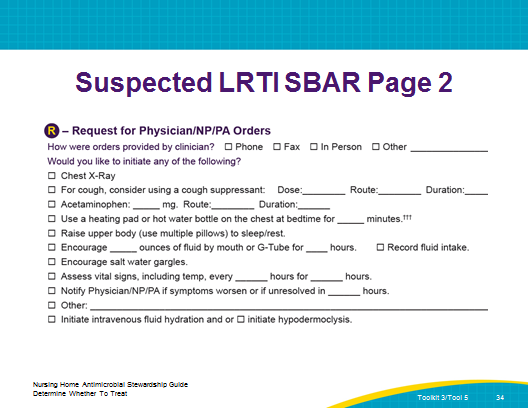 Suspected LRTI SBAR Page 2
R – Request for Physician/NP/PA Orders
How were orders provided by clinician? ☐ Phone ☐ Fax ☐ In Person ☐ Other ______________
Would you like to initiate any of the following?
☐ Chest X-Ray
☐ For cough, consider using a cough suppressant: Dose:________ Route:________ Duration:____
☐ Acetaminophen: _____ mg. Route:________ Duration:______
☐ Use a heating pad or hot water bottle on the chest at bedtime for _____ minutes.†††
☐ Raise upper body (use multiple pillows) to sleep/rest.
☐ Encourage _____ ounces of fluid by mouth or G-Tube for ____ hours. ☐ Record fluid intake.
☐ Encourage salt water gargles.
☐ Assess vital signs, including temp, every ______ hours for ______ hours.
☐ Notify Physician/NP/PA if symptoms worsen or if unresolved in ______ hours.
☐ Other: ______________________________________________
☐ Initiate intravenous fluid hydration and or ☐ initiate hypodermoclysis.
Nursing Home Antimicrobial Stewardship Guide
Determine Whether To Treat
Toolkit 3/Tool 5 34